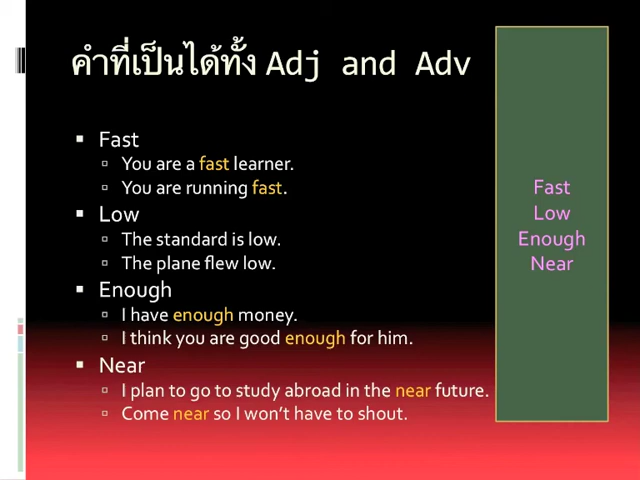 คำที่เป็นได้ทั้ง Adj and Adv
Fast
You are a fast learner.
You are running fast.
Low
The standard is low.
The plane flew low.
Enough
I have enough money.
I think you are good enough for him.
Near
I plan to go to study abroad in the near future.
Come near so I won't have to shout.
Fast
Low
Enough
Near